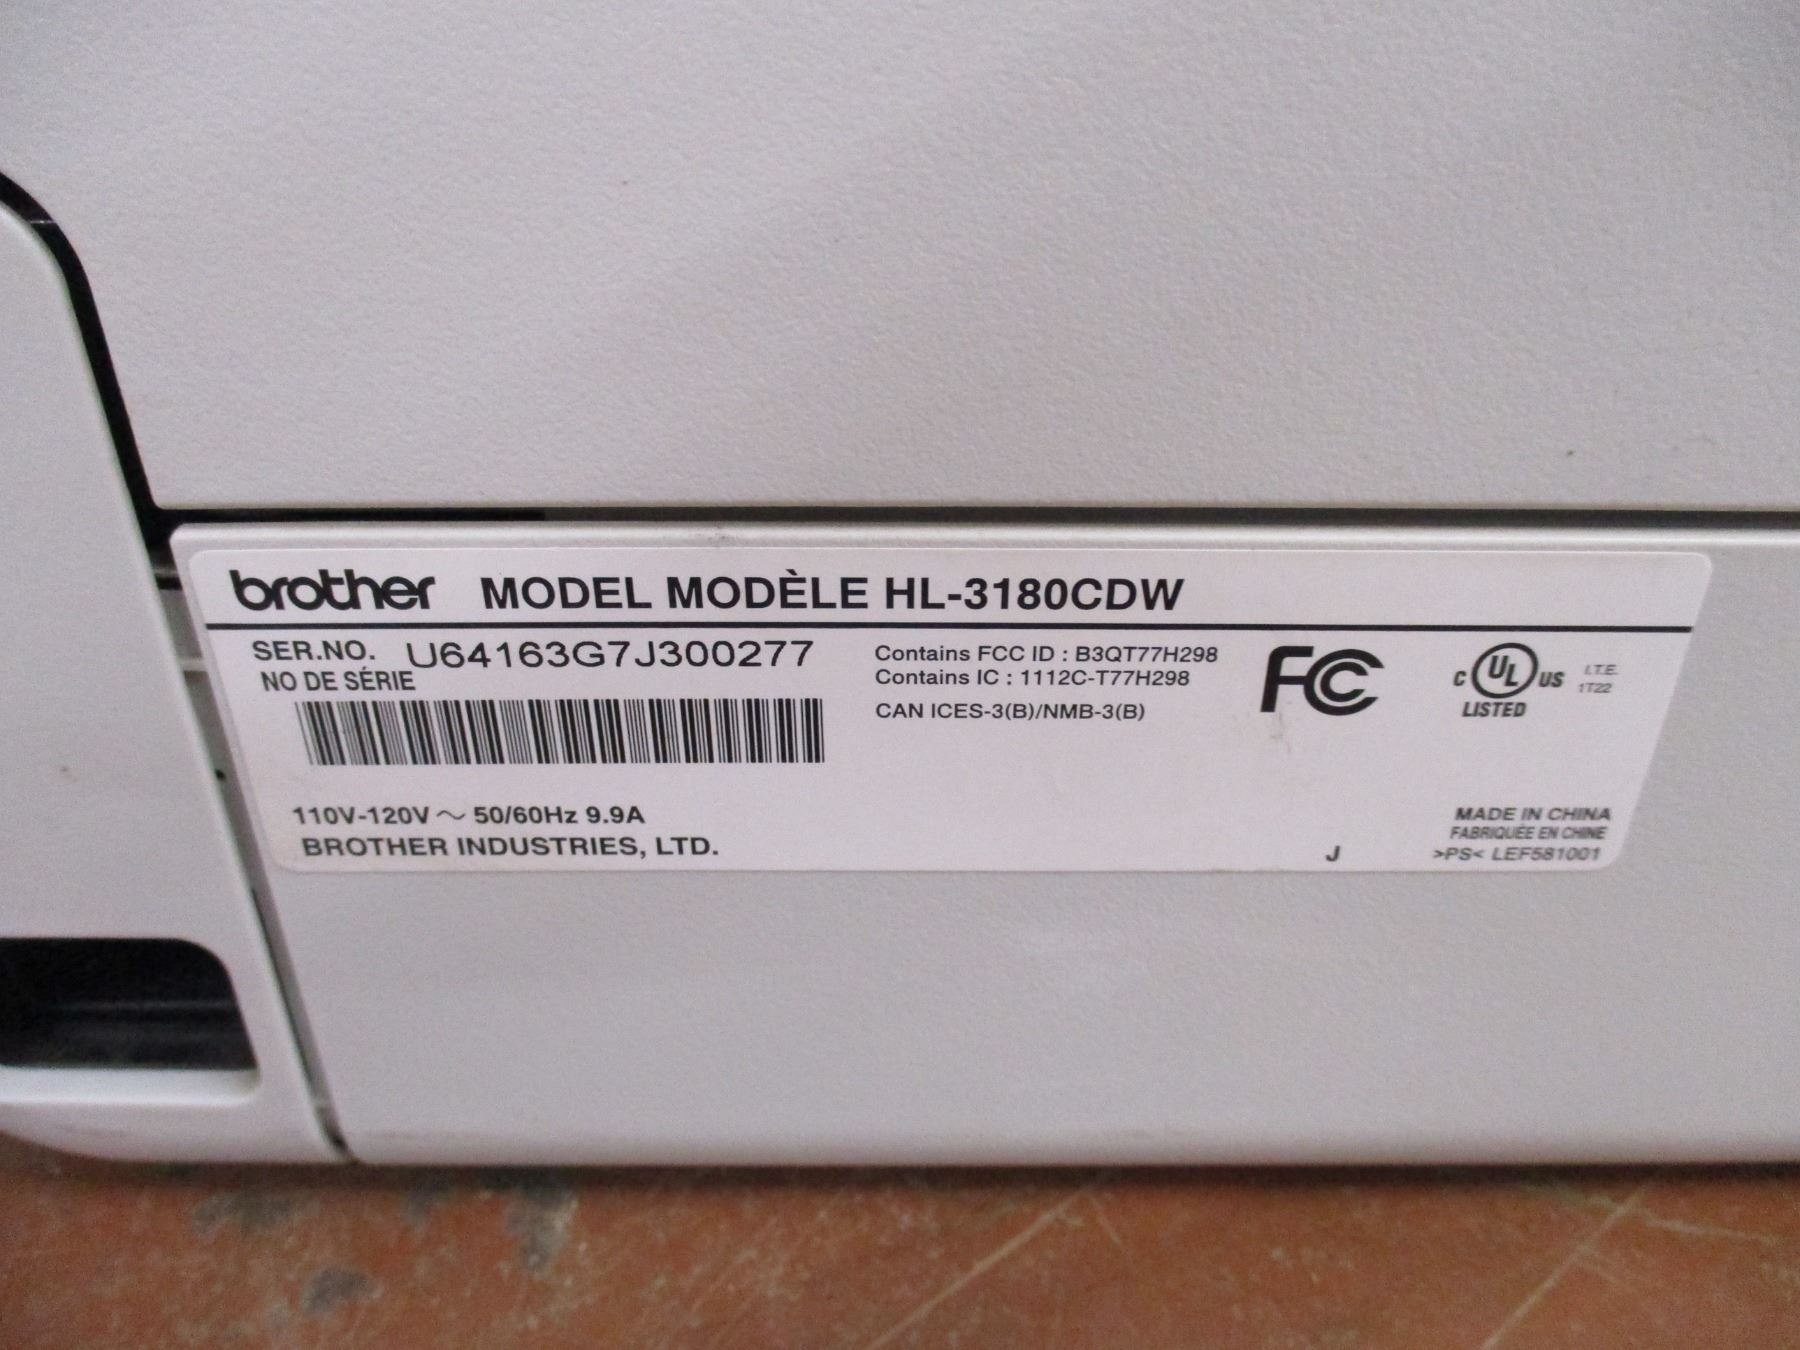 brother MODEL MODÈLE HL-3180CDW
SER.NO. U64163G7J300277
NO DE SÉRIE
Contains FCC ID : B3QT77H298
Contains IC : 1112C-T77H298
CAN ICES-3(B)/NMB-3(B)
FC
C UL US
LISTED
I.T.E.
1T22
110V-120V ~ 50/60Hz 9.9A
BROTHER INDUSTRIES, LTD.
J
MADE IN CHINA
FABRIQUÉE EN CHINE
>PS< LEF581001